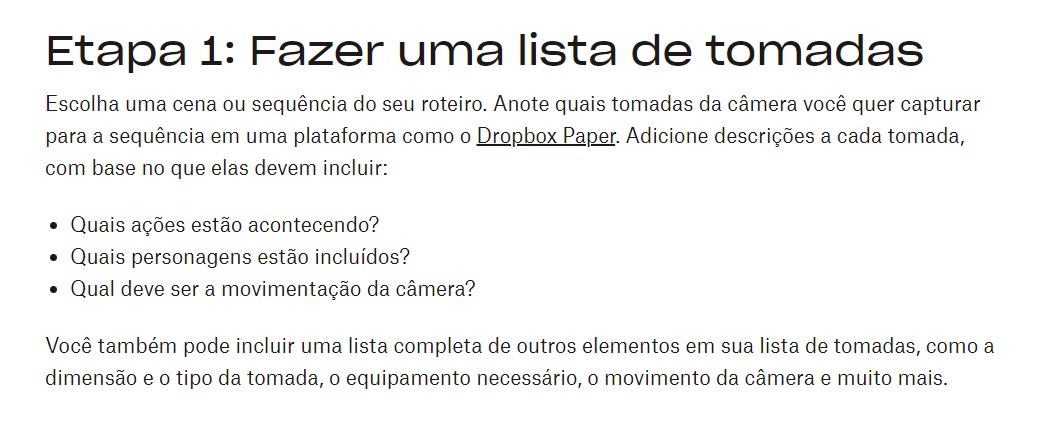 Etapa 1: Fazer uma lista de tomadas
Escolha uma cena ou sequência do seu roteiro. Anote quais tomadas da câmera você quer capturar
para a sequência em uma plataforma como o Dropbox Paper. Adicione descrições a cada tomada,
com base no que elas devem incluir:
• Quais ações estão acontecendo?
• Quais personagens estão incluídos?
• Qual deve ser a movimentação da câmera?
Você também pode incluir uma lista completa de outros elementos em sua lista de tomadas, como a
dimensão e o tipo da tomada, o equipamento necessário, o movimento da câmera e muito mais.